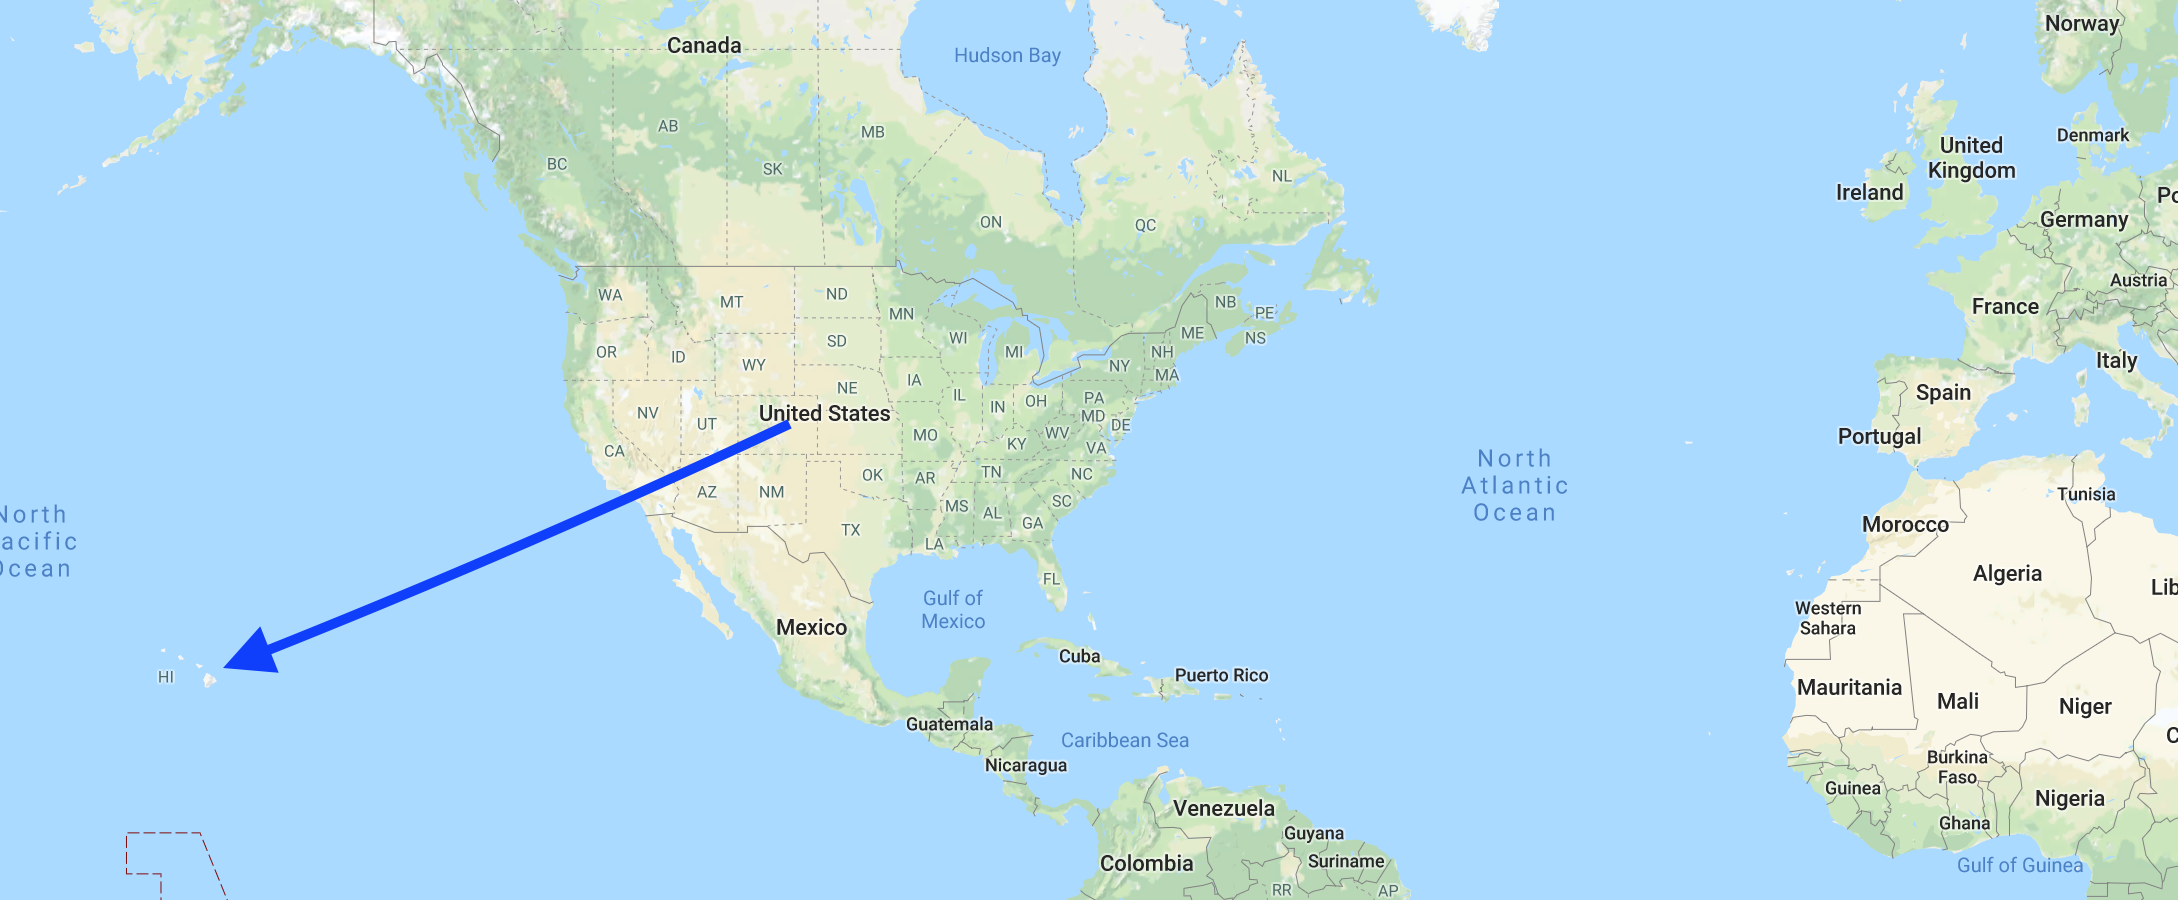 Canada
Hudson Bay
Norway
AB
MB
BC
SK
NL
ON
QC
United
Kingdom
Ireland
Denmark
Po
Germany
Austria
France
Italy
Spain
Portugal
WA
MT
ND
MN
OR
ID
WY
SD
WI
MI
NB
PE
NS
ME
NH
MA
NY
NV
UT
NE
IA
IL
IN
OH
PA
MD
DE
United States
CA
MO
KY
WV
VA
AZ
NM
OK
AR
TN
NC
SC
MS
AL
GA
TX
LA
FL
North
Atlantic
Ocean
North
acific
Ocean
HI
Gulf of
Mexico
Mexico
Cuba
Puerto Rico
Guatemala
Caribbean Sea
Nicaragua
Venezuela
Guyana
Suriname
Colombia
RR
AP
Tunisia
Morocco
Algeria
Lib
Western
Sahara
Mauritania
Mali
Niger
C
Burkina
Faso
Guinea
Nigeria
Ghana
Gulf of Guinea